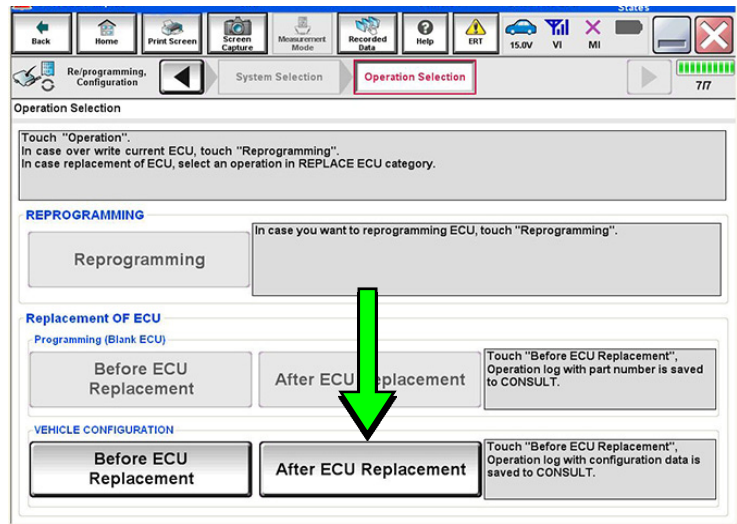 States
Back
Home
Print Screen
Screen
Capture
Measurement
Mode
Recorded
Data
Help
ERT
15.0V
VI
MI
Re/programming,
Configuration
System Selection
Operation Selection
7/7
Operation Selection
Touch "Operation".
In case over write current ECU, touch "Reprogramming".
In case replacement of ECU, select an operation in REPLACE ECU category.
REPROGRAMMING
Reprogramming
In case you want to reprogramming ECU, touch "Reprogramming".
Replacement OF ECU
Programming (Blank ECU)
Before ECU
Replacement
After ECU Replacement
Touch "Before ECU Replacement",
Operation log with part number is saved
to CONSULT.
VEHICLE CONFIGURATION
Before ECU
Replacement
After ECU Replacement
Touch "Before ECU Replacement",
Operation log with configuration data is
saved to CONSULT.